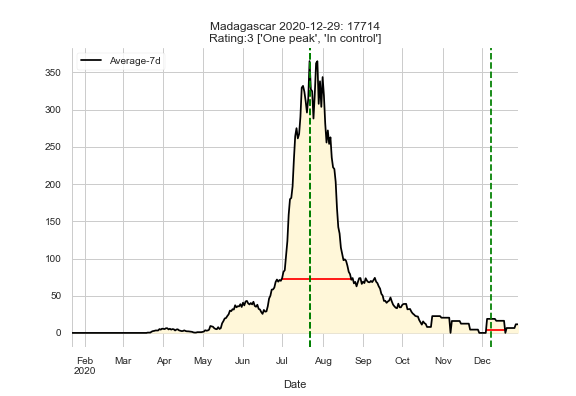 Madagascar 2020-12-29: 17714
Rating:3 ['One peak', 'In control']
Average-7d
350
300
250
200
150
100
50
0
Feb Mar Apr May Jun Jul Aug Sep Oct Nov Dec
2020
Date